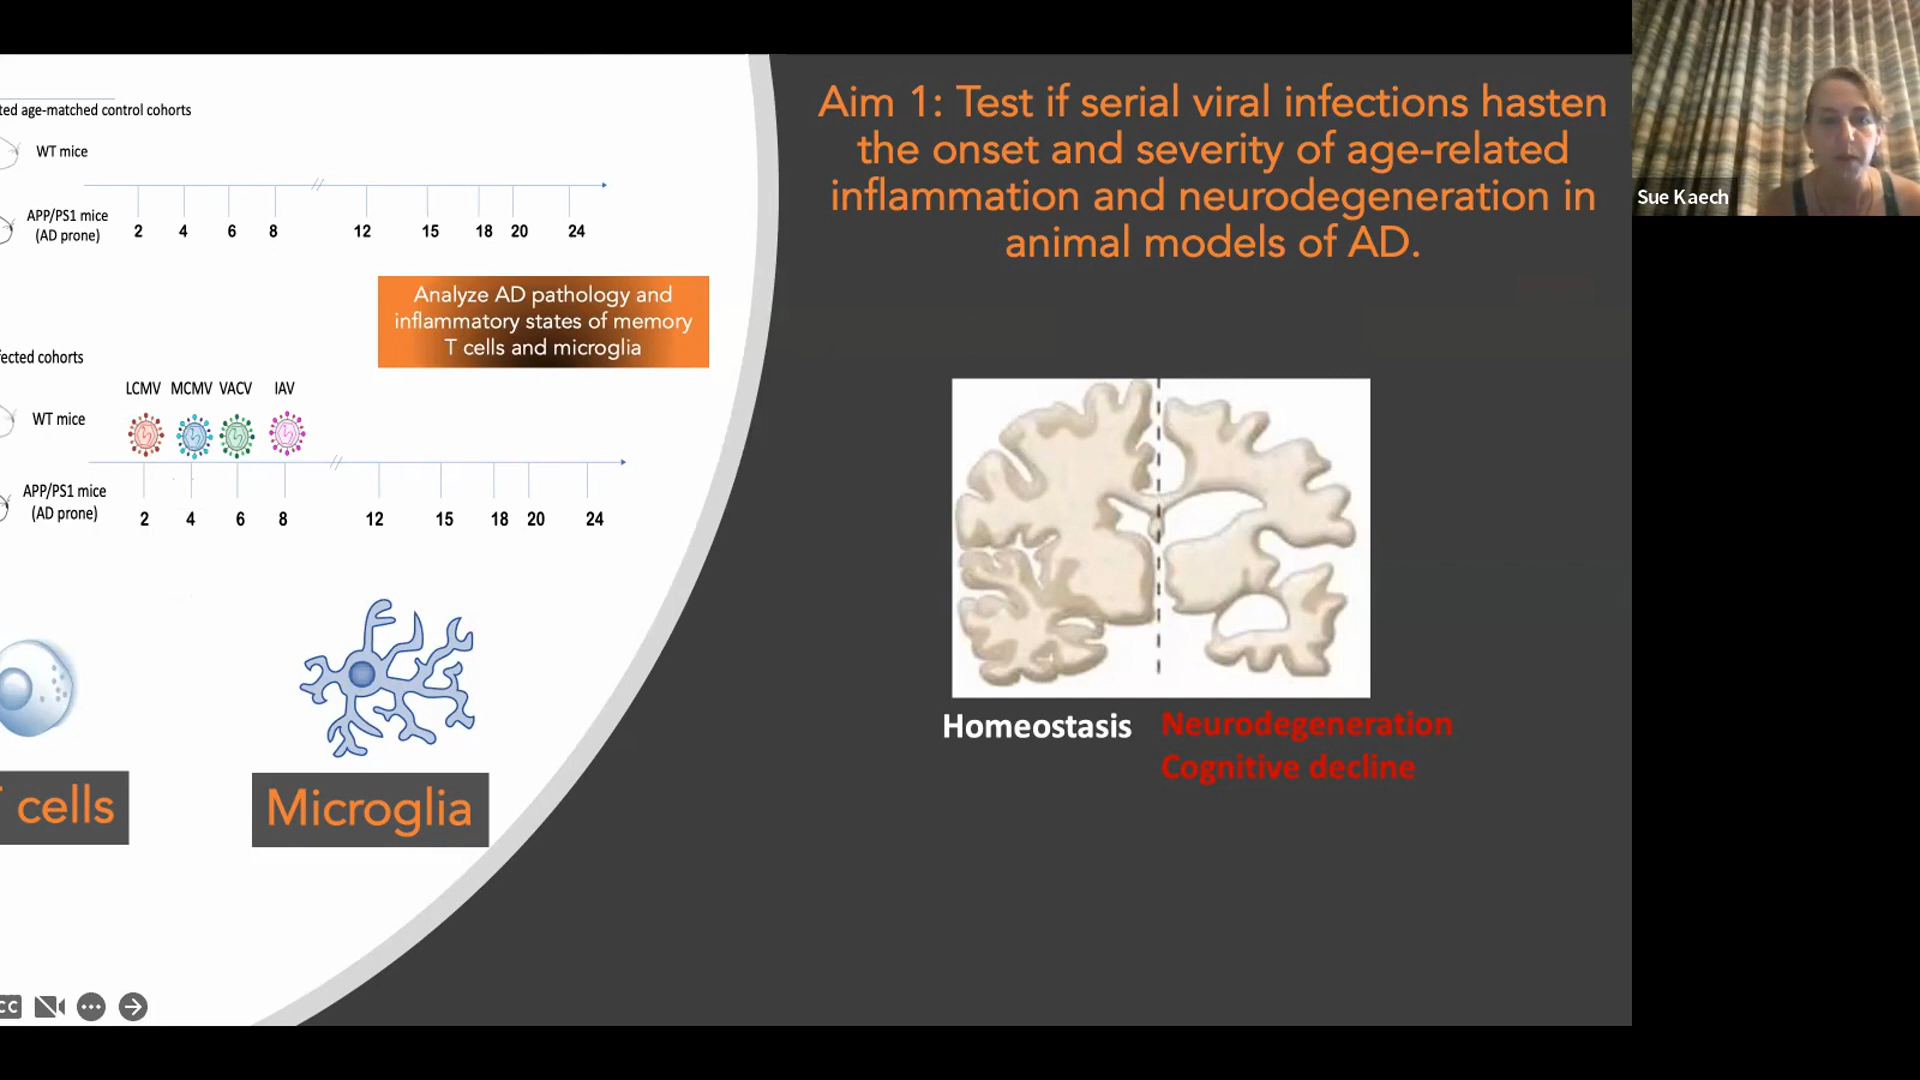 ted age-matched control cohorts
WT mice
APP/PS1 mice
(AD prone)
2 4 6 8 12 15 18 20 24
Analyze AD pathology and
inflammatory states of memory
T cells and microglia
fected cohorts
LCMV MCMV VACV IAV
WT mice
APP/PS1 mice
(AD prone)
2 4 6 8 12 15 18 20 24
T cells
Microglia
CC
Aim 1: Test if serial viral infections hasten
the onset and severity of age-related
inflammation and neurodegeneration in
animal models of AD.
Homeostasis
Neurodegeneration
Cognitive decline
Sue Kaech